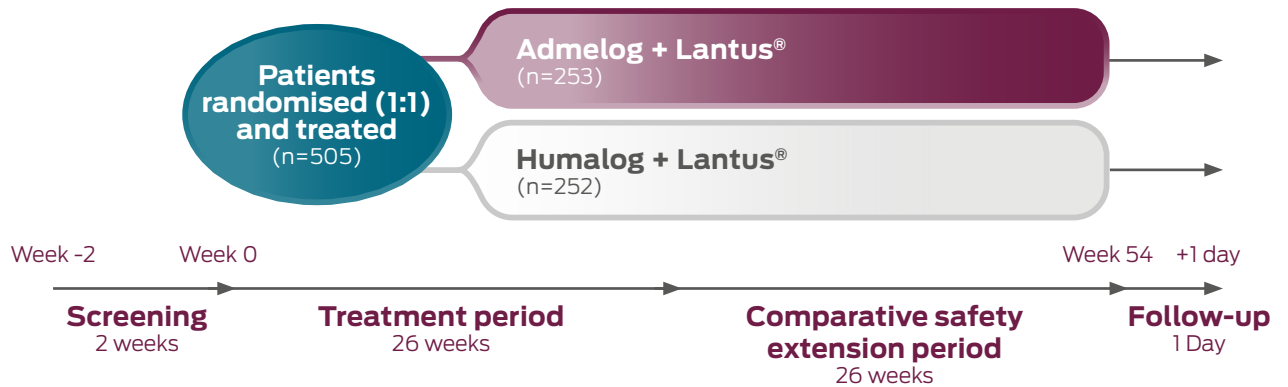 Patients
randomised (1:1)
and treated
(n=505)
Admelog + Lantus®
(n=253)
Humalog + Lantus®
(n=252)
Week -2
Week 0
Week 54
+1 day
Screening
2 weeks
Treatment period
26 weeks
Comparative safety
extension period
26 weeks
Follow-up
1 Day